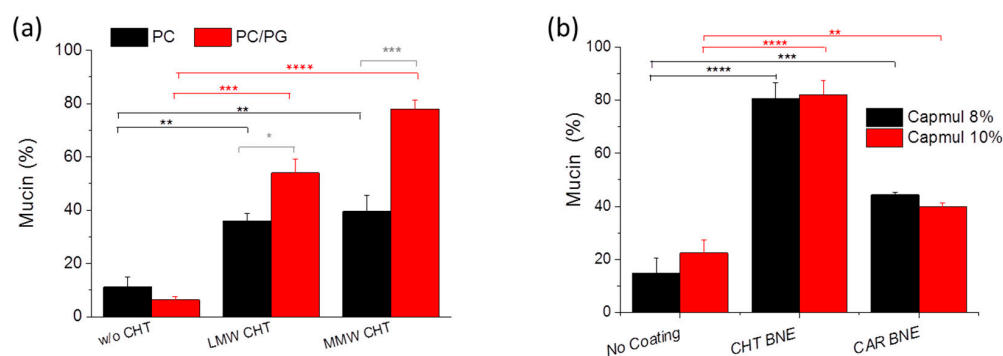 (a)
PC
PC/PG
100
80
60
40
20
0
Mucin (%)
****
***
***
**
**
*
w/o CHT
LMW CHT
MMW CHT
(b)
100
80
60
40
20
0
Mucin (%)
**
****
***
****
Capmul 8%
Capmul 10%
No Coating
CHT BNE
CAR BNE